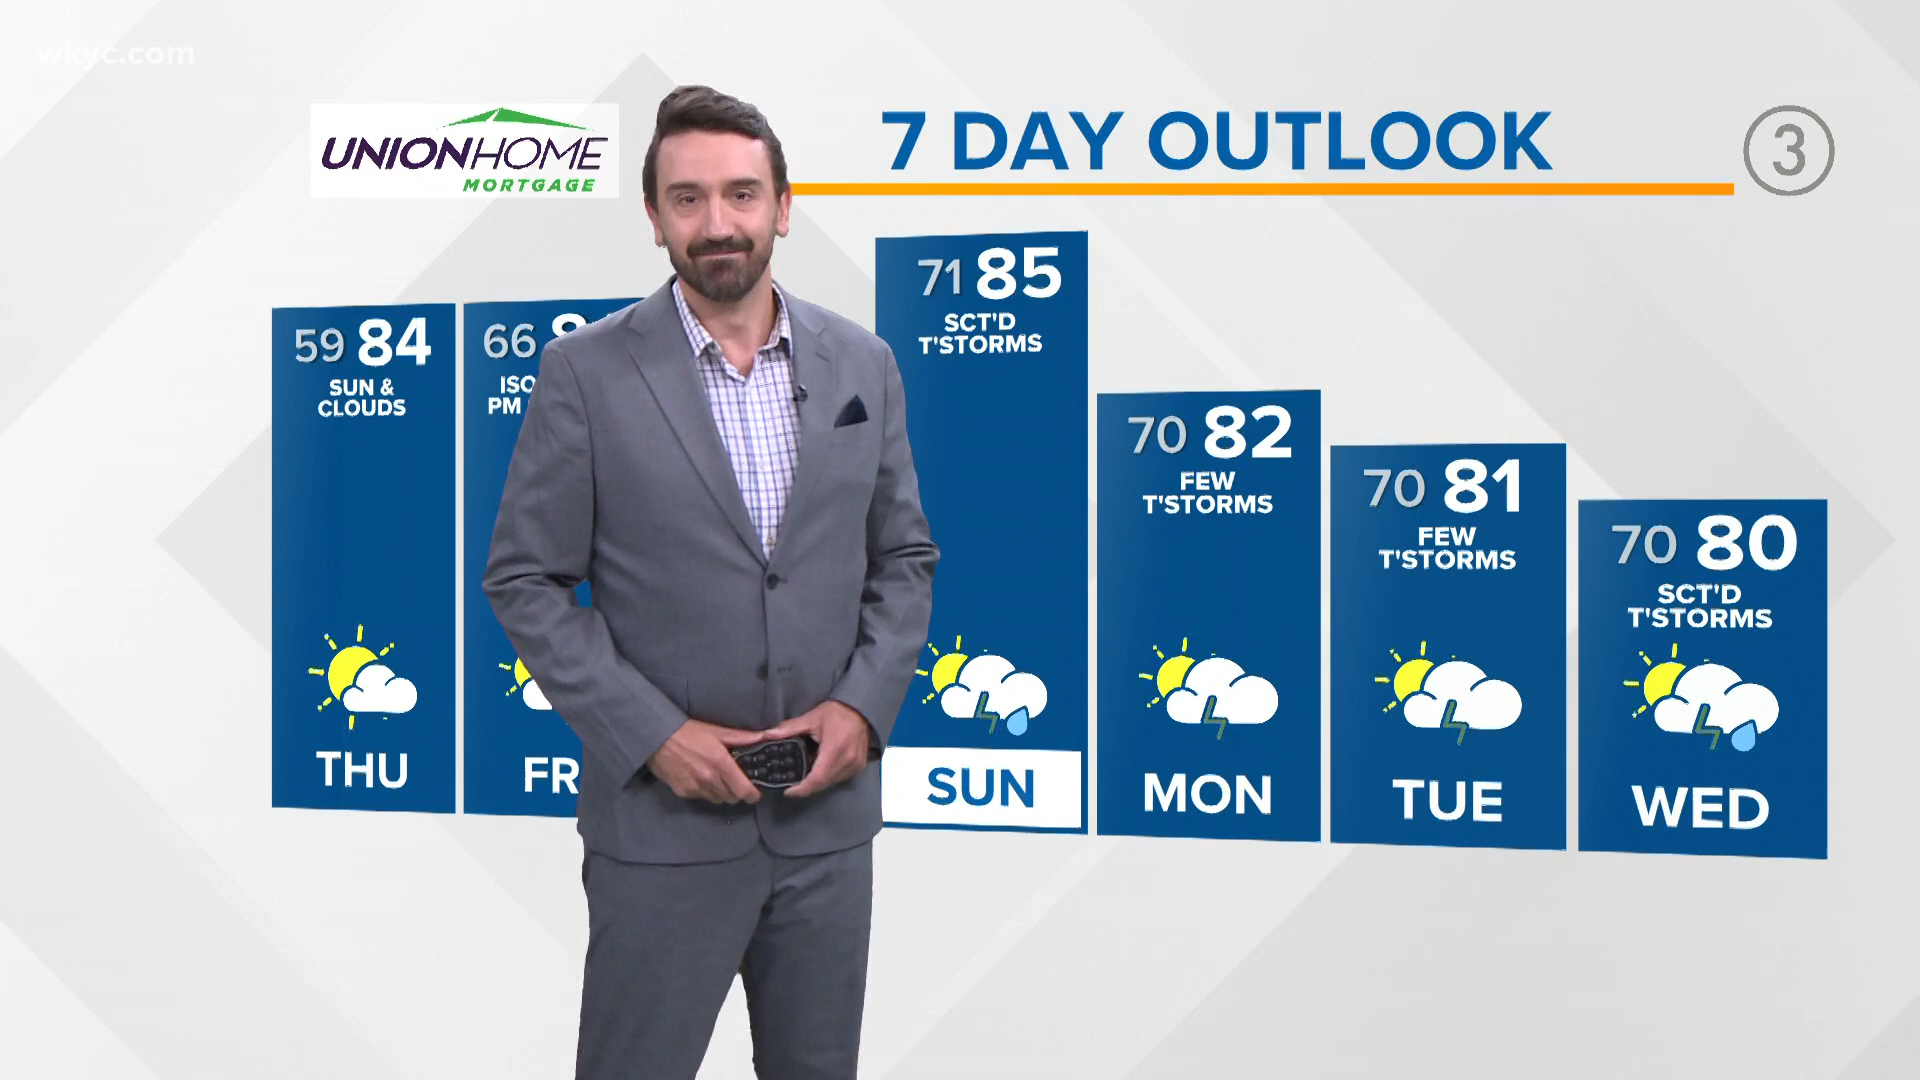 wkyc.com
UNIONHOME
MORTGAGE
7 DAY OUTLOOK
3
59 84
SUN &
CLOUDS
THU
66
PM
71 85
SCT'D
T'STORMS
SUN
70 82
FEW
T'STORMS
MON
70 81
FEW
T'STORMS
TUE
70 80
SCT'D
T'STORMS
WED